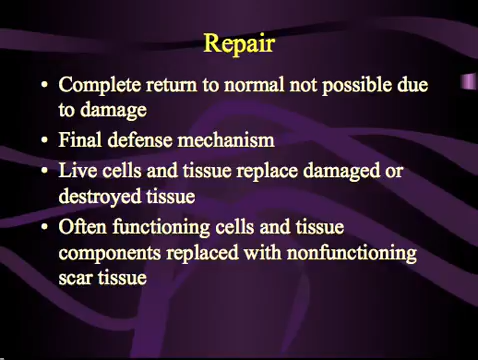 Repair
• Complete return to normal not possible due
to damage
• Final defense mechanism
• Live cells and tissue replace damaged or
destroyed tissue
• Often functioning cells and tissue
components replaced with nonfunctioning
scar tissue